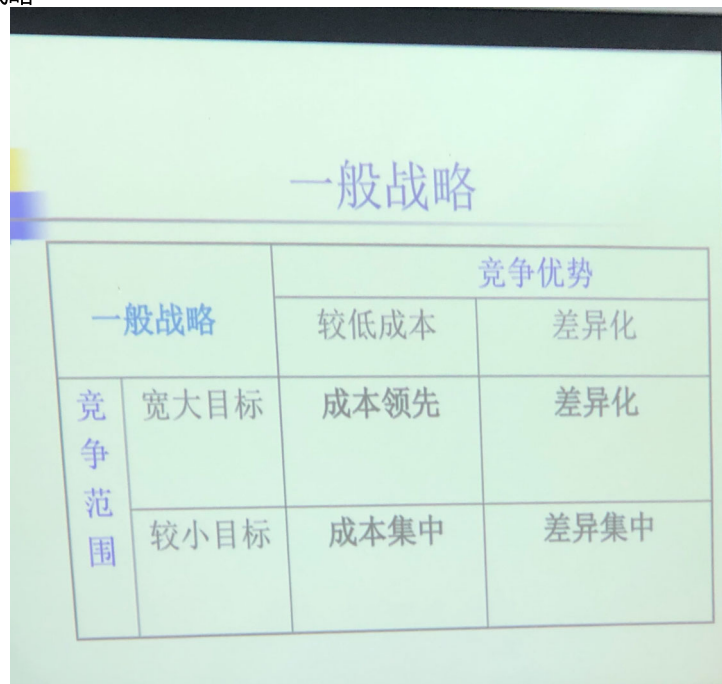 一般战略
一般战略
竞争优势
较低成本
差异化
竞争范围
宽大目标
成本领先
差异化
较小目标
成本集中
差异集中